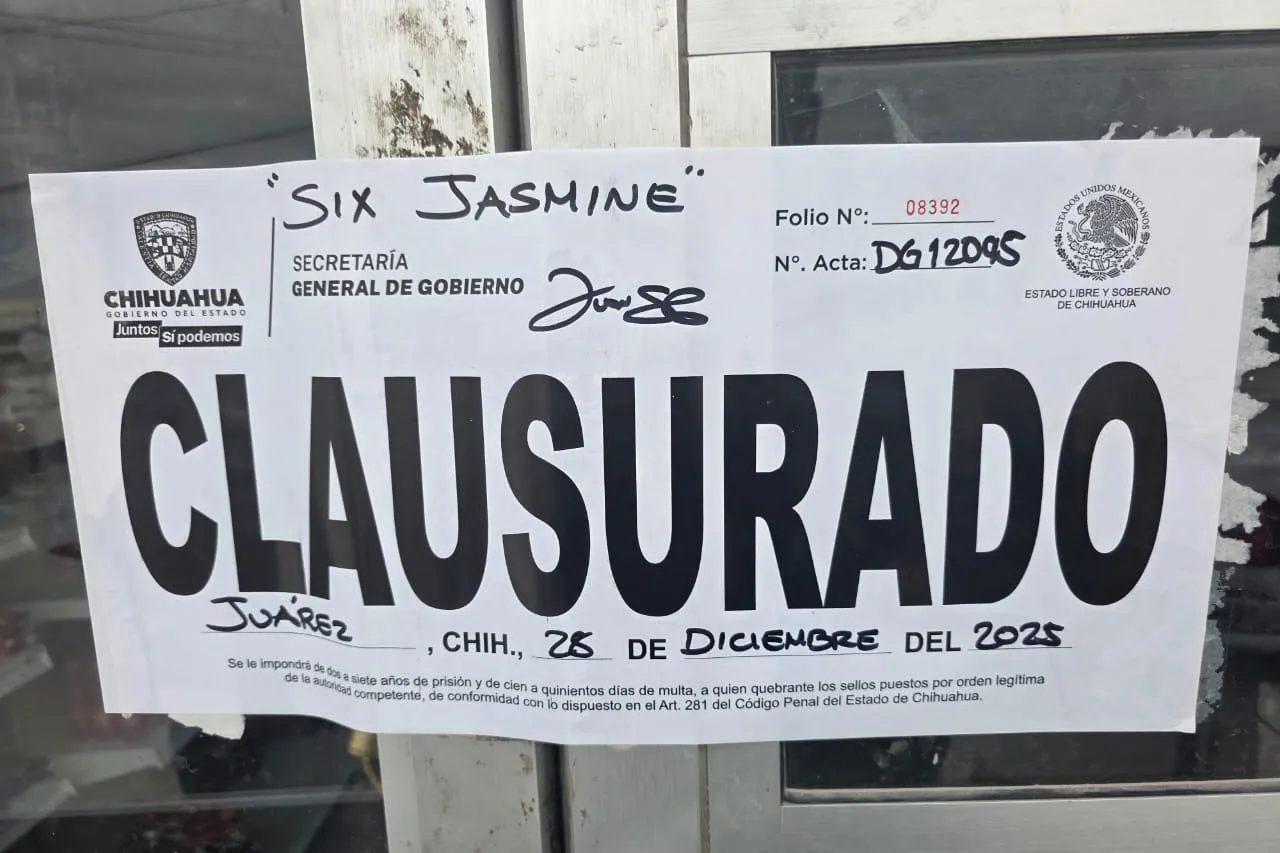 "SIX JASMINE"
CHIHUAHUA
GOBIERNO DEL ESTADO
Juntos Sí podemos
SECRETARÍA
GENERAL DE GOBIERNO
Folio Nº: 08392
Nº. Acta: DG12095
ESTADOS UNIDOS MEXICANOS
ESTADO LIBRE Y SOBERANO
DE CHIHUAHUA
CLAUSURADO
JUÁREZ, CHIH., 28 DE DICIEMBRE DEL 2025
Se le impondrá de dos a siete años de prisión y de cien a quinientos días de multa, a quien quebrante los sellos puestos por orden legítima
de la autoridad competente, de conformidad con lo dispuesto en el Art. 281 del Código Penal del Estado de Chihuahua.